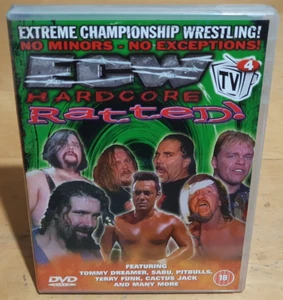 EXTREME CHAMPIONSHIP WRESTLING!
NO MINORS - NO EXCEPTIONS!
ECW
TV
4
HARDCORE
Ratted!
FEATURING
TOMMY DREAMER, SABU, PITBULLS,
TERRY FUNK, CACTUS JACK
AND MANY MORE
DVD
18